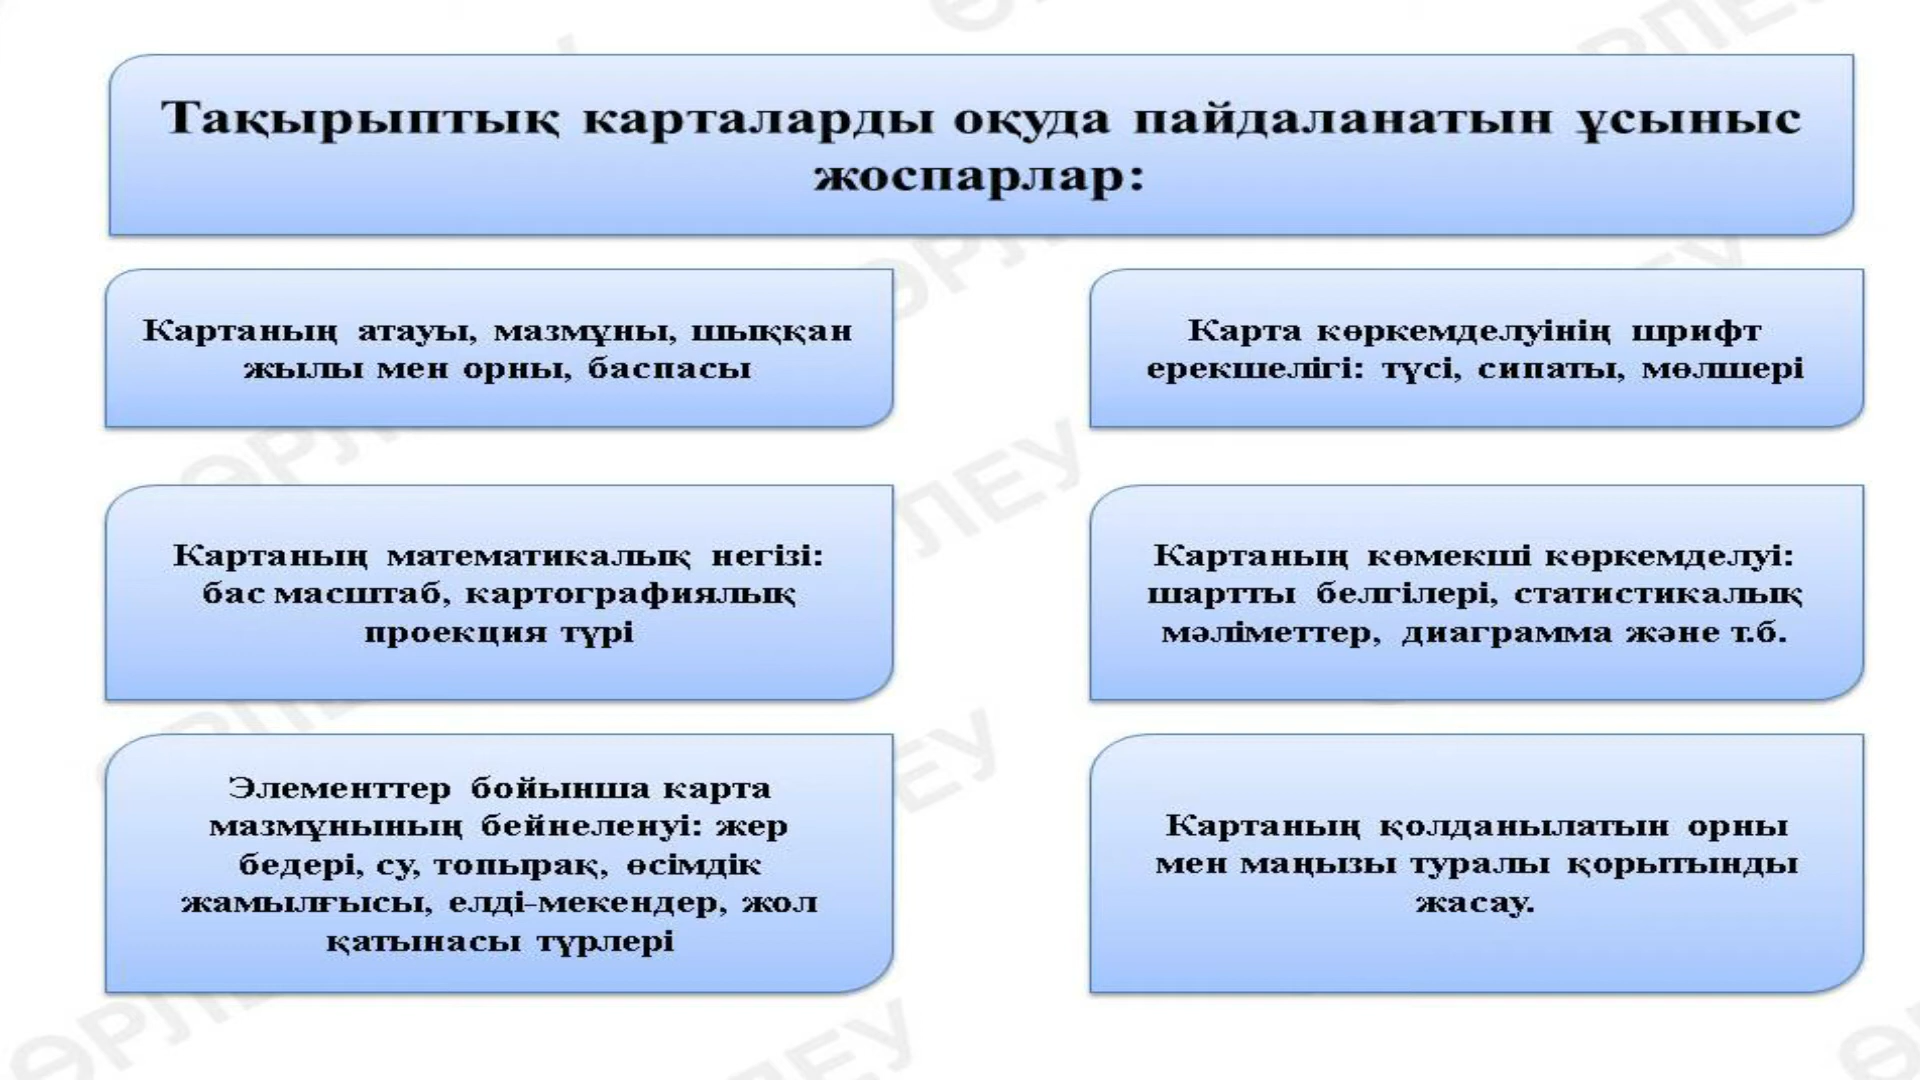 Тақырыптық карталарды оқуда пайдаланатын ұсыныс
жоспарлар:
Картаның атауы, мазмұны, шыққан
жылы мен орны, баспасы
Карта көркемделуінің шрифт
ерекшелігі: түсі, сипаты, мөлшері
Картаның математикалық негізі:
бас масштаб, картографиялық
проекция түрі
Картаның көмекші көркемделуі:
шартты белгілері, статистикалық
мәліметтер, диаграмма және т.б.
Элементтер бойынша карта
мазмұнының бейнеленуі: жер
бедері, су, топырақ, өсімдік
жамылғысы, елді-мекендер, жол
қатынасы түрлері
Картаның қолданылатын орны
мен маңызы туралы қорытынды
жасау.